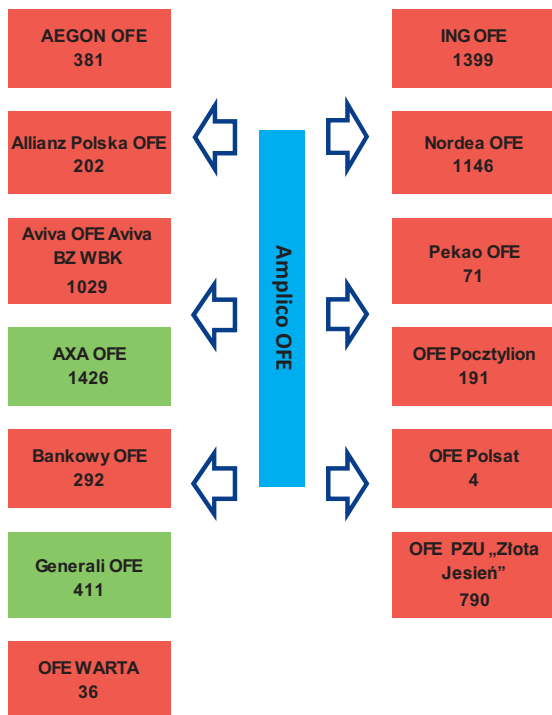 AEGON OFE
381
Allianz Polska OFE
202
Aviva OFE Aviva
BZ WBK
1029
AXA OFE
1426
Bankowy OFE
292
Generali OFE
411
OFE WARTA
36
Amplico OFE
ING OFE
1399
Nordea OFE
1146
Pekao OFE
71
OFE Pocztylion
191
OFE Polsat
4
OFE PZU „Złota
Jesień”
790